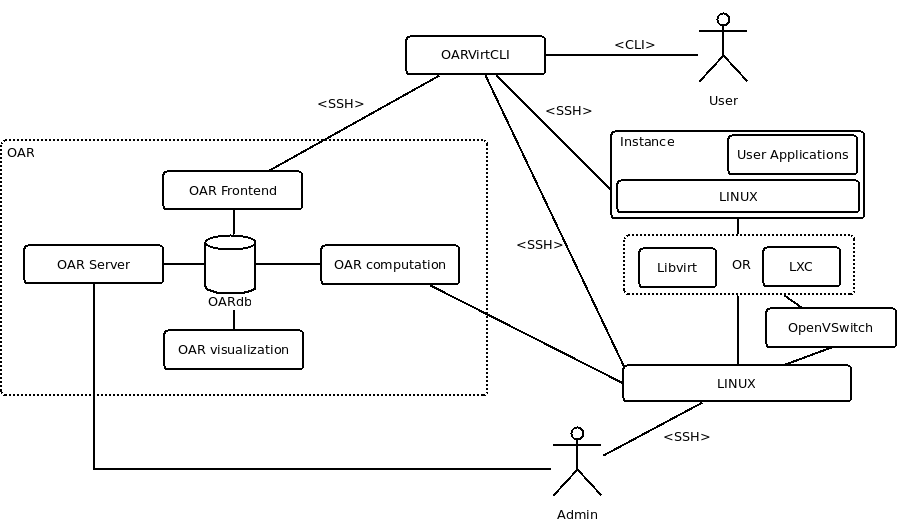 OARVirtCLI
<CLI>
User
<SSH>
<SSH>
OAR
Instance
User Applications
OAR Frontend
LINUX
<SSH>
OAR Server
OAR computation
Libvirt
OR
LXC
OARdb
OpenVSwitch
OAR visualization
LINUX
<SSH>
Admin